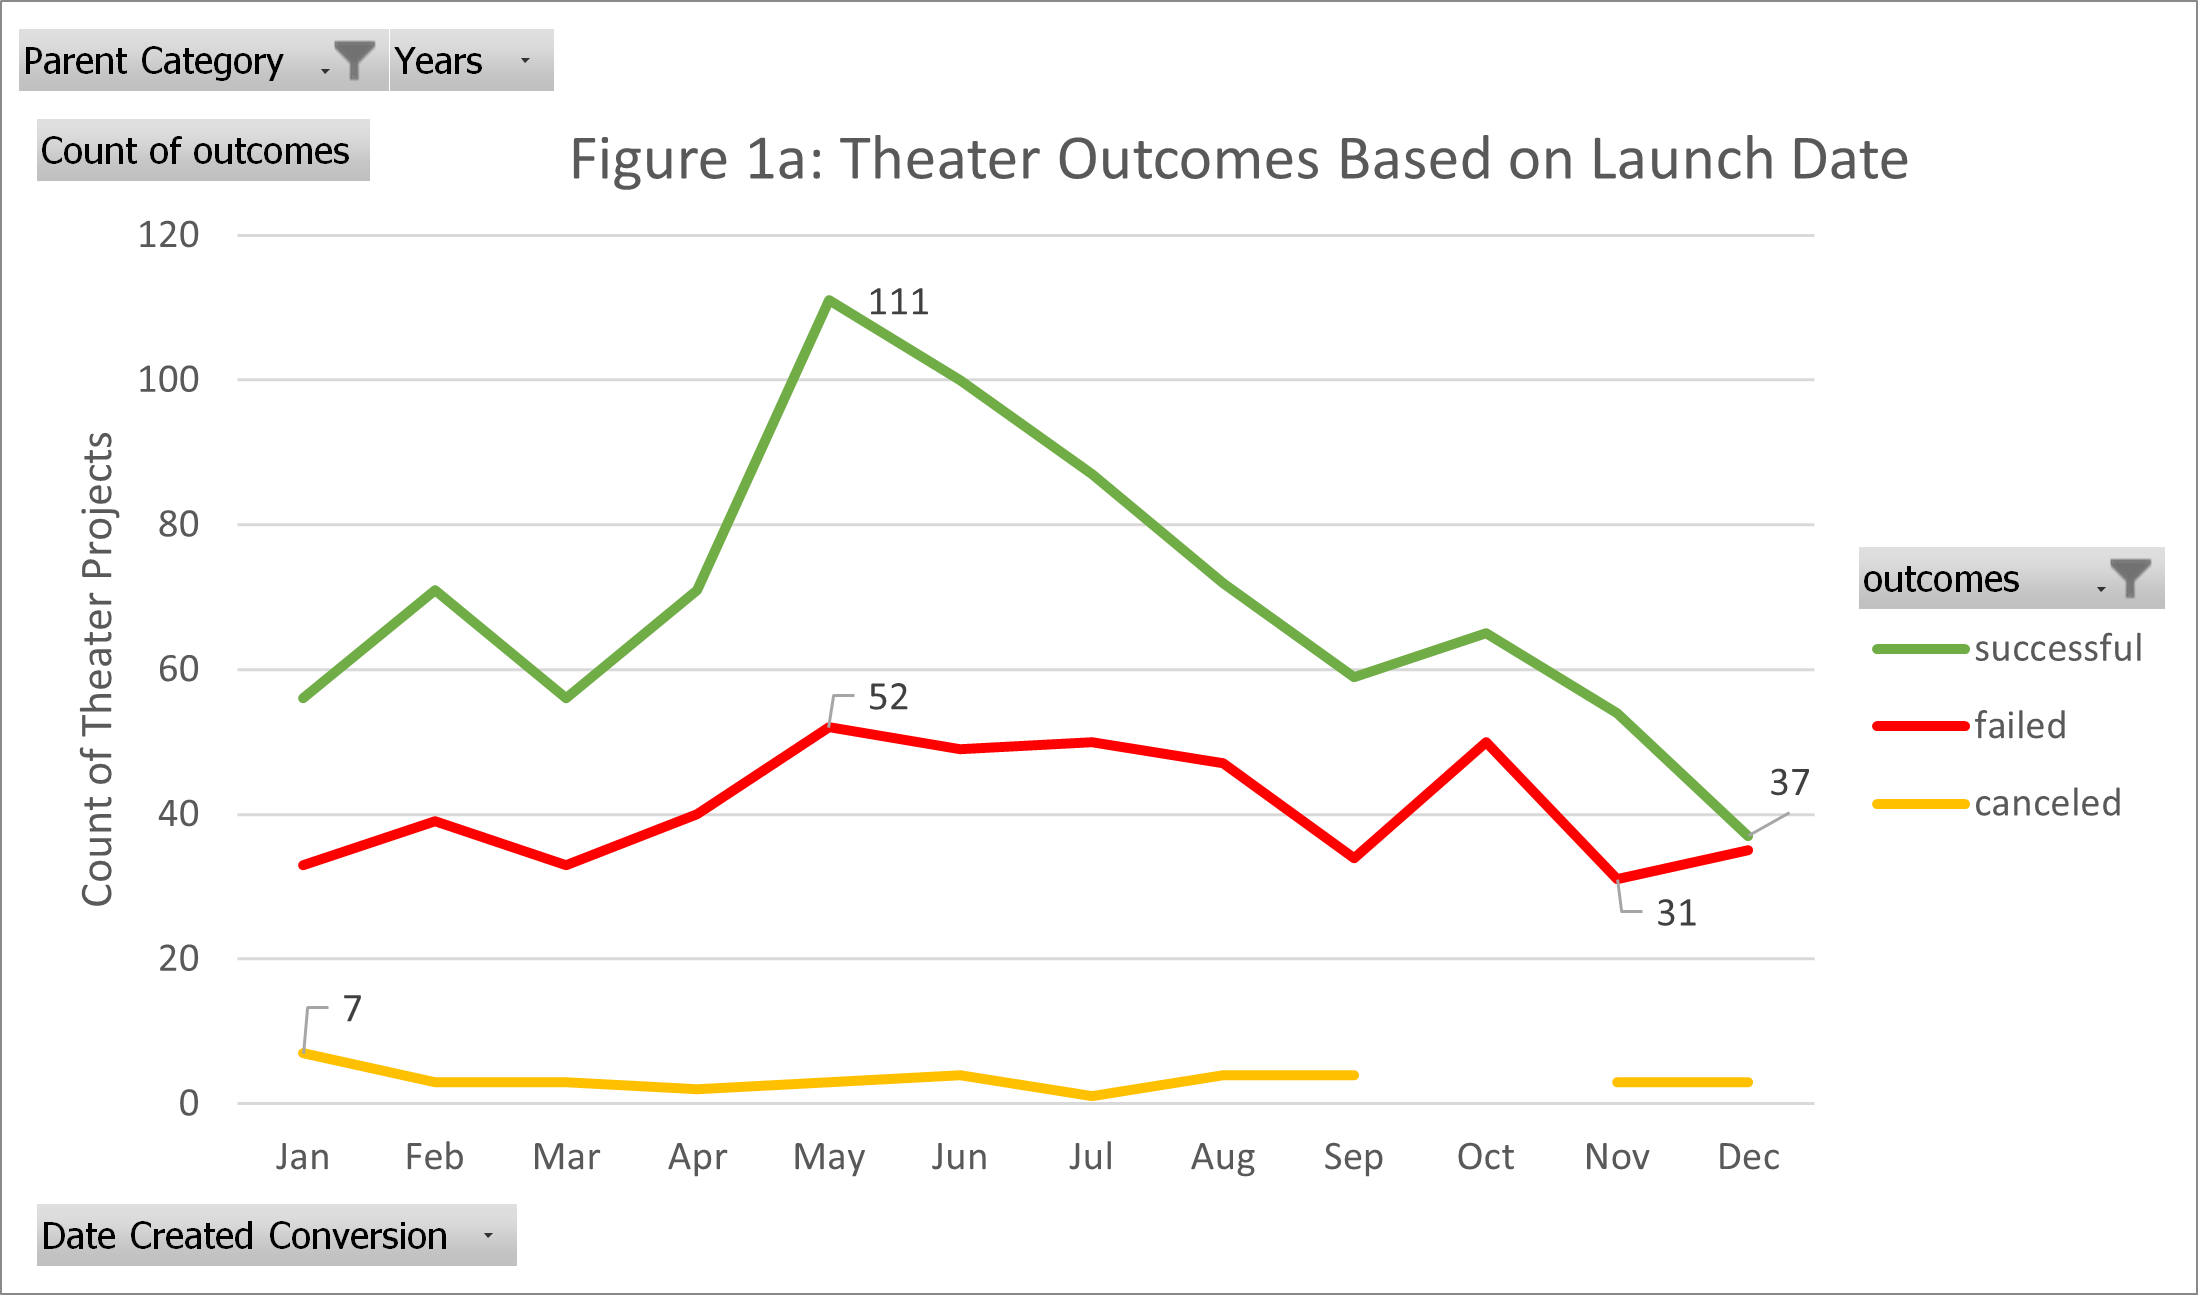 Parent Category Years
Count of outcomes
Figure 1a: Theater Outcomes Based on Launch Date
Count of Theater Projects
120
100
80
60
40
20
0
111
52
37
31
7
Jan Feb Mar Apr May Jun Jul Aug Sep Oct Nov Dec
outcomes
successful
failed
canceled
Date Created Conversion